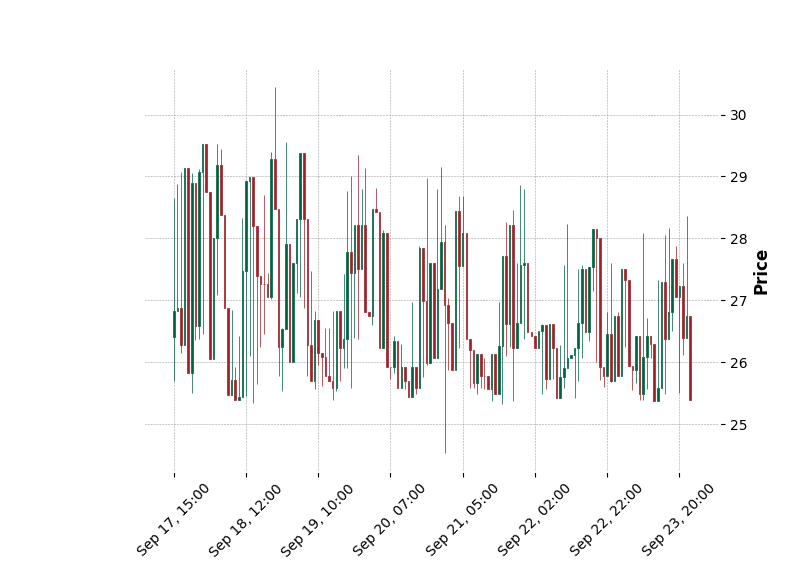 30
29
28
27
26
25
Price
Sep 17, 15:00
Sep 18, 12:00
Sep 19, 10:00
Sep 20, 07:00
Sep 21, 05:00
Sep 22, 02:00
Sep 22, 22:00
Sep 23, 20:00